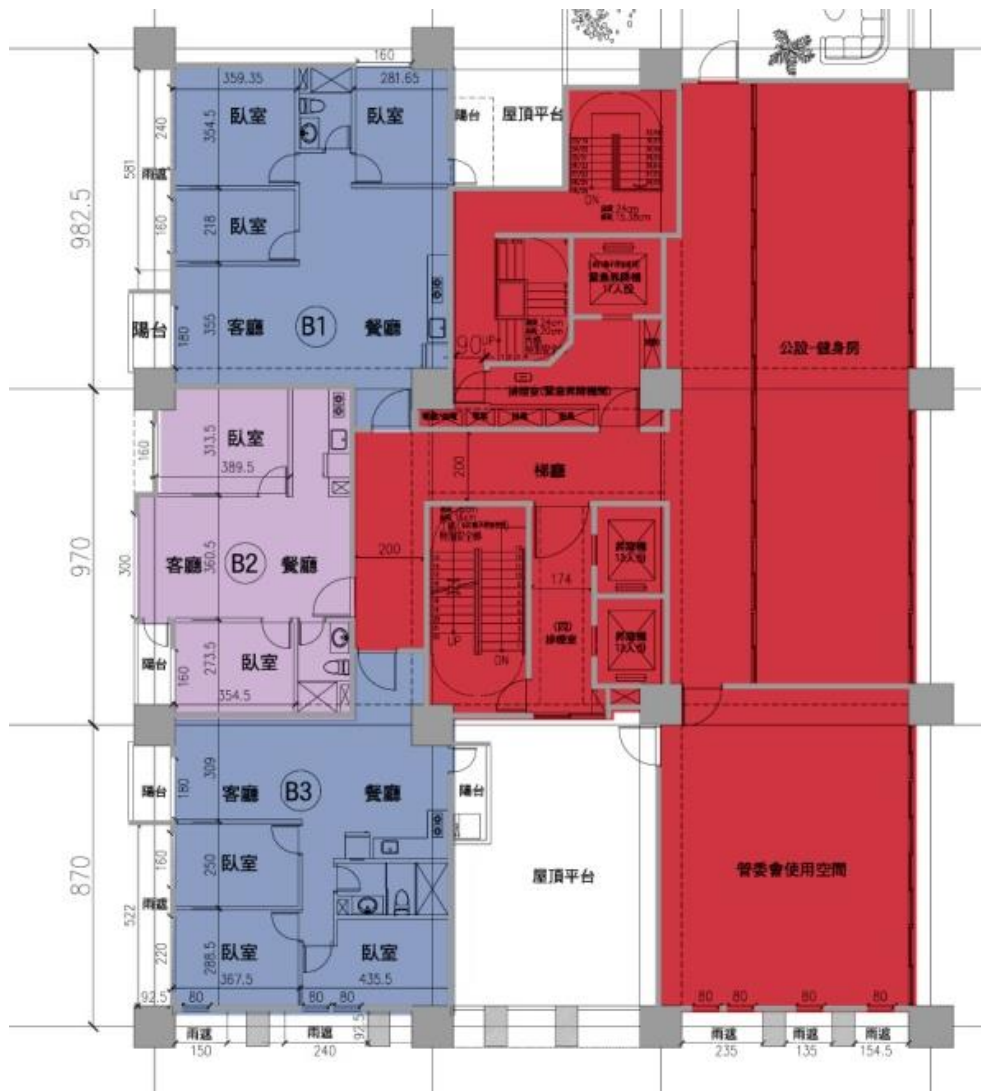 160
359.35
281.65
臥室
臥室
陽台
屋頂平台
354.5
240
581
雨遮
982.5
DN
臥室
218
160
客廳
B1
餐廳
355
180
陽台
90
UP
公設-健身房
臥室
313.5
160
389.5
200
梯廳
客廳
B2
餐廳
360.5
300
970
200
174
UP
DN
臥室
陽台
273.5
160
354.5
309
180
陽台
客廳
B3
餐廳
陽台
臥室
250
160
870
屋頂平台
管委會使用空間
雨遮
522
220
臥室
臥室
288.5
367.5
435.5
92.5
80
80
80
92.5
80
80
80
80
雨遮
雨遮
雨遮
雨遮
雨遮
150
240
235
135
154.5